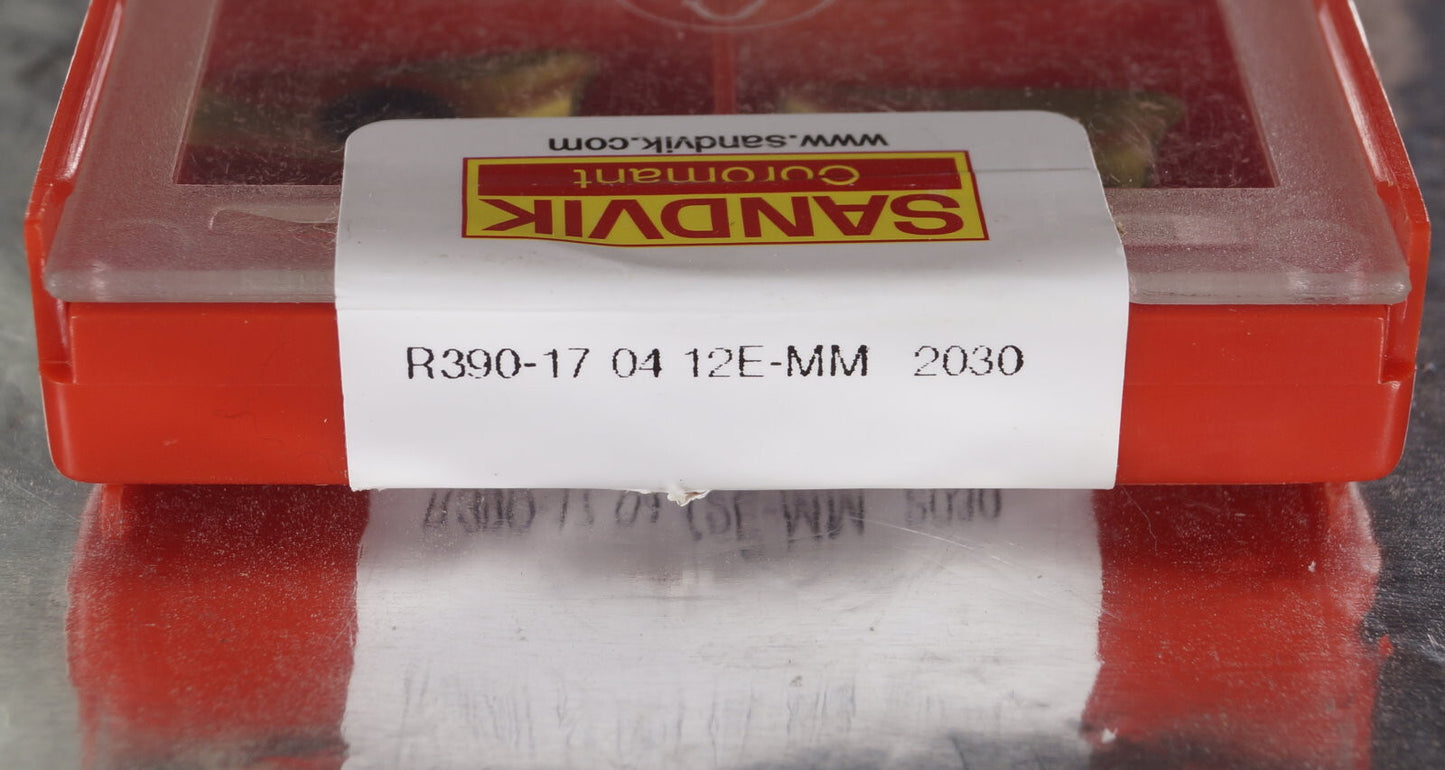 www.sandvik.com
Coromant
SANDVIK
R390-17 04 12E-MM 2030